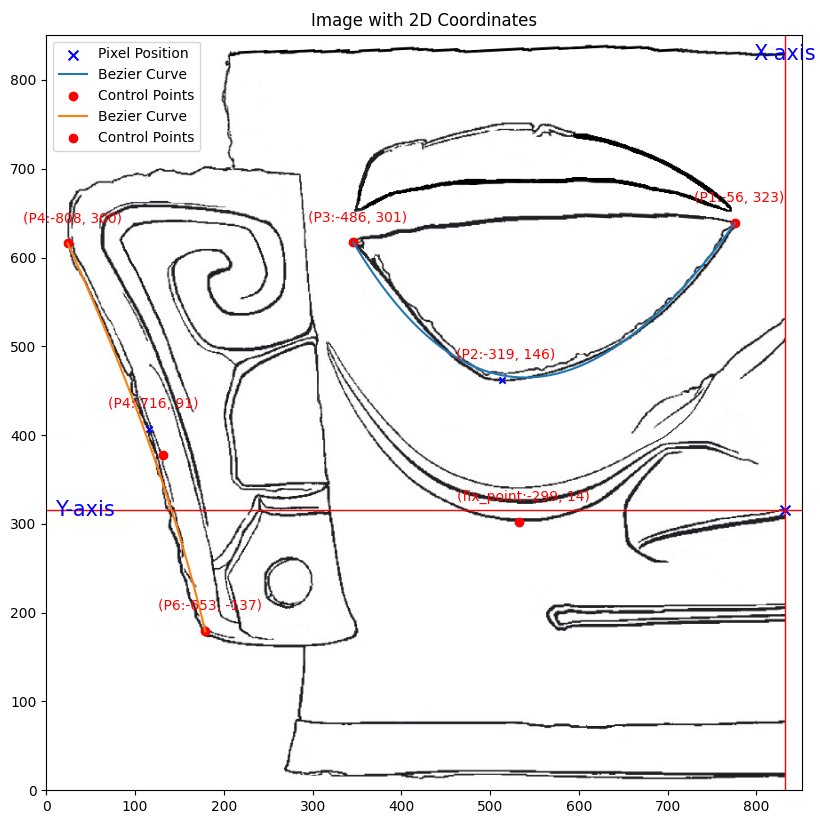 Image with 2D Coordinates
Pixel Position
Bezier Curve
Control Points
Bezier Curve
Control Points
X-axis
(P1:-56, 323)
(P4:-808, 300)
(P3:-486, 301)
(P2:-319, 146)
(P4:-716, 91)
(fix_point:-299, 14)
Y-axis
(P6:-653, -137)
800
700
600
500
400
300
200
100
0
0 100 200 300 400 500 600 700 800